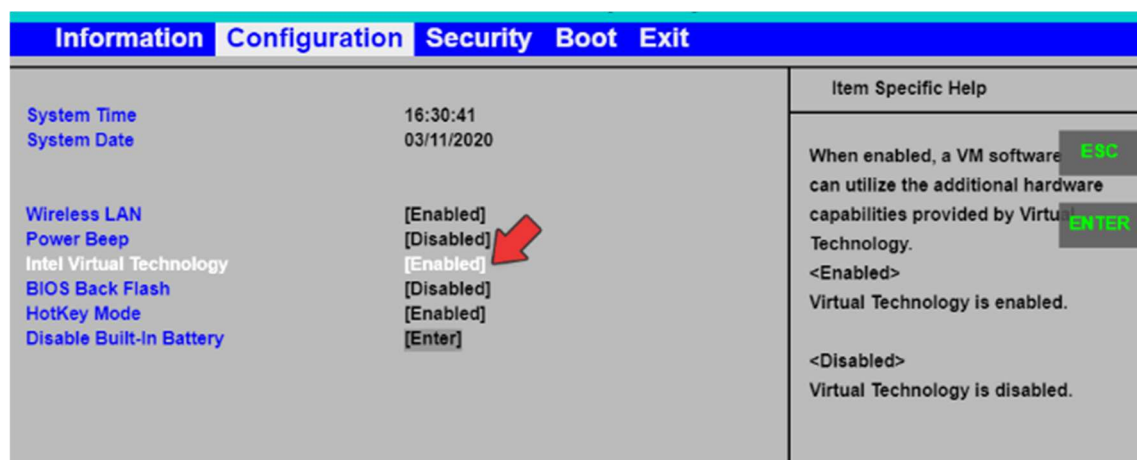 Information Configuration Security Boot Exit
System Time 16:30:41
System Date 03/11/2020
Wireless LAN [Enabled]
Power Beep [Disabled]
Intel Virtual Technology [Enabled]
BIOS Back Flash [Disabled]
HotKey Mode [Enabled]
Disable Built-In Battery [Enter]
Item Specific Help
When enabled, a VM software
can utilize the additional hardware
capabilities provided by Virtual
Technology.
<Enabled>
Virtual Technology is enabled.
<Disabled>
Virtual Technology is disabled.
ESC
ENTER